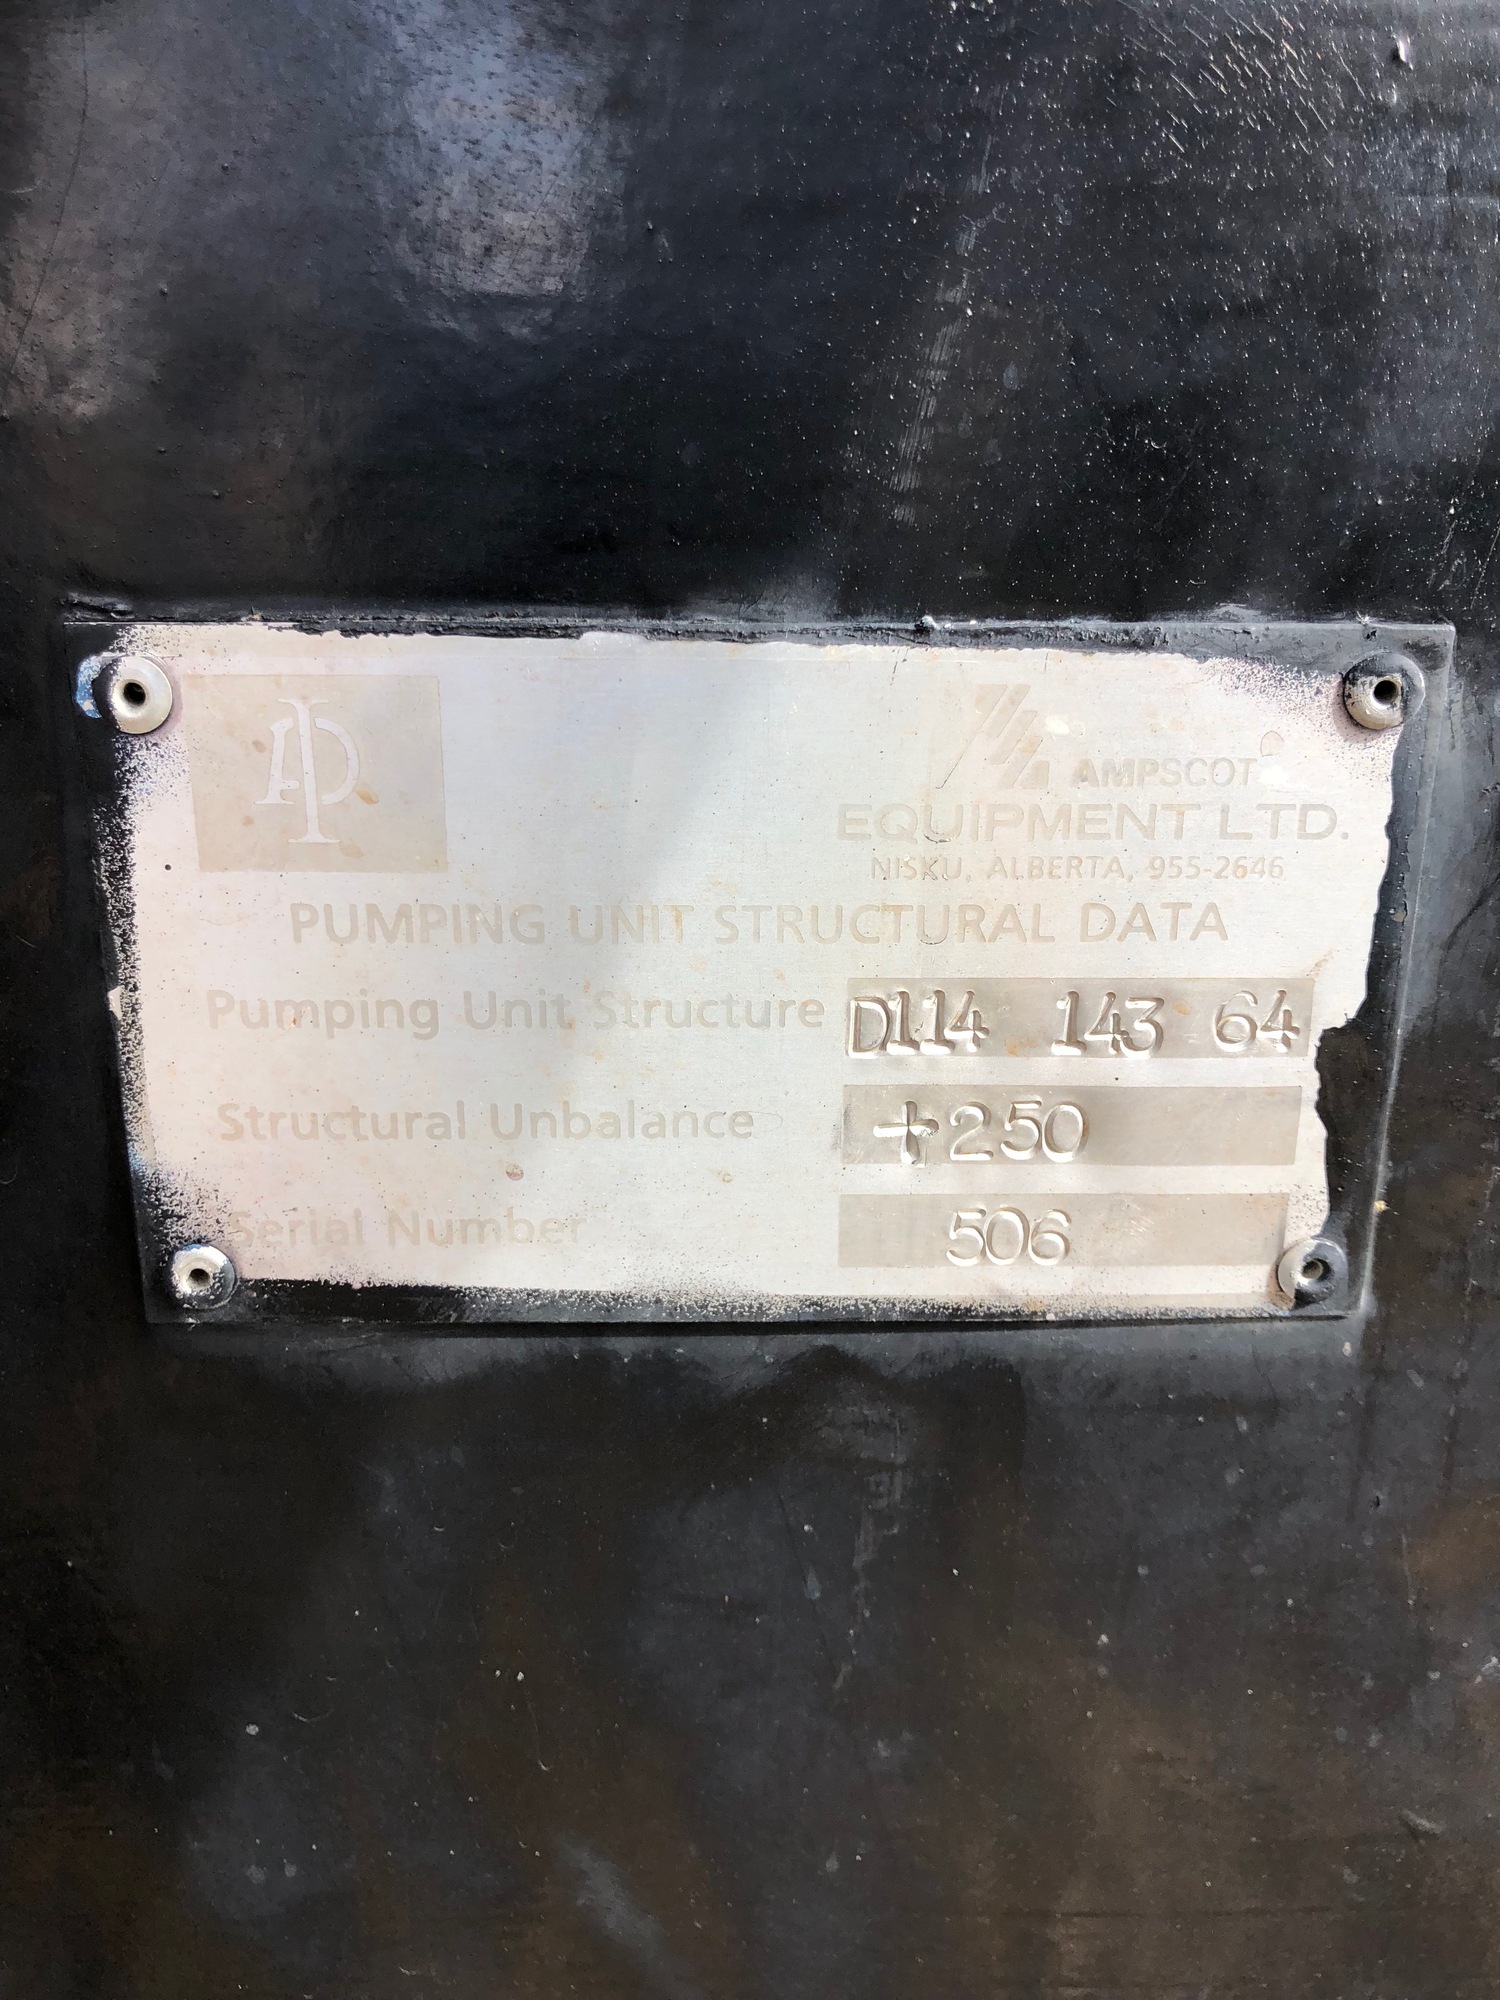 API
AMPSCOT
EQUIPMENT LTD.
NISKU, ALBERTA, 955-2646
PUMPING UNIT STRUCTURAL DATA
Pumping Unit Structure D114 143 64
Structural Unbalance +250
Serial Number 506